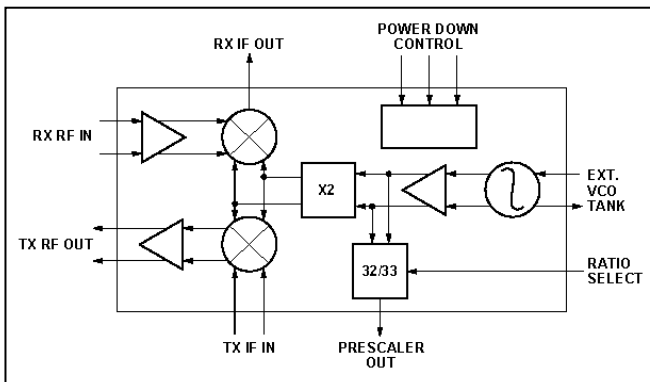 RX IF OUT
POWER DOWN
CONTROL
RX RF IN
X2
EXT.
VCO
TANK
TX RF OUT
32/33
RATIO
SELECT
TX IF IN
PRESCALER
OUT